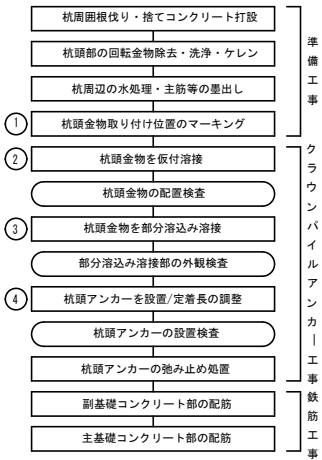 杭周囲根伐り・捨てコンクリート打設
杭頭部の回転金物除去・洗浄・ケレン
杭周辺の水処理・主筋等の墨出し
① 杭頭金物取り付け位置のマーキング
準備工事
② 杭頭金物を仮付溶接
杭頭金物の配置検査
③ 杭頭金物を部分溶込み溶接
部分溶込み溶接部の外観検査
④ 杭頭アンカーを設置/定着長の調整
杭頭アンカーの設置検査
杭頭アンカーの弛み止め処置
クラウンパイルアンカー工事
副基礎コンクリート部の配筋
主基礎コンクリート部の配筋
鉄筋工事